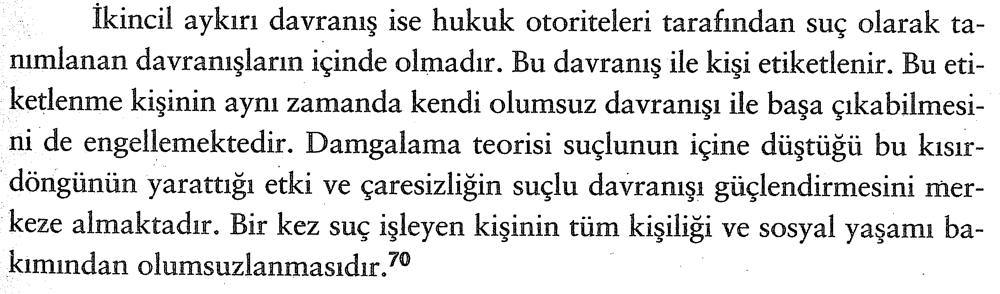 İkincil aykırı davranış ise hukuk otoriteleri tarafından suç olarak ta-
nımlanan davranışların içinde olmadır. Bu davranış ile kişi etiketlenir. Bu eti-
ketlenme kişinin aynı zamanda kendi olumsuz davranışı ile başa çıkabilmesi-
ni de engellemektedir. Damgalama teorisi suçlunun içine düştüğü bu kısır-
döngünün yarattığı etki ve çaresizliğin suçlu davranışı güçlendirmesini mer-
keze almaktadır. Bir kez suç işleyen kişinin tüm kişiliği ve sosyal yaşamı ba-
kımından olumsuzlanmasıdır.70